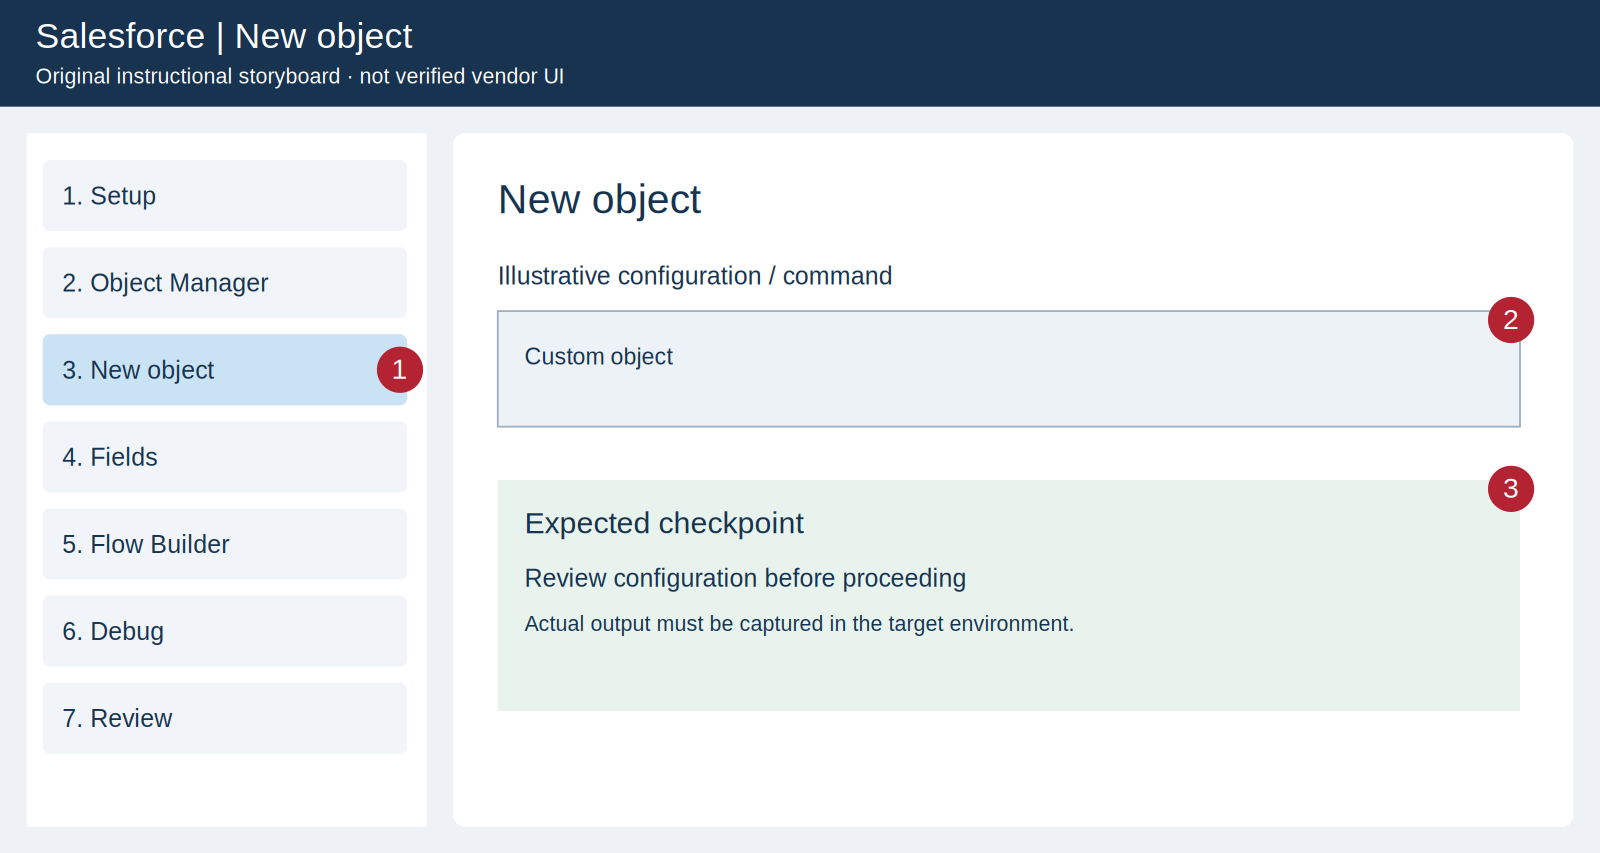 Salesforce | New object
Original instructional storyboard · not verified vendor UI
1. Setup
2. Object Manager
3. New object
1
4. Fields
5. Flow Builder
6. Debug
7. Review
New object
Illustrative configuration / command
2
Custom object
3
Expected checkpoint
Review configuration before proceeding
Actual output must be captured in the target environment.